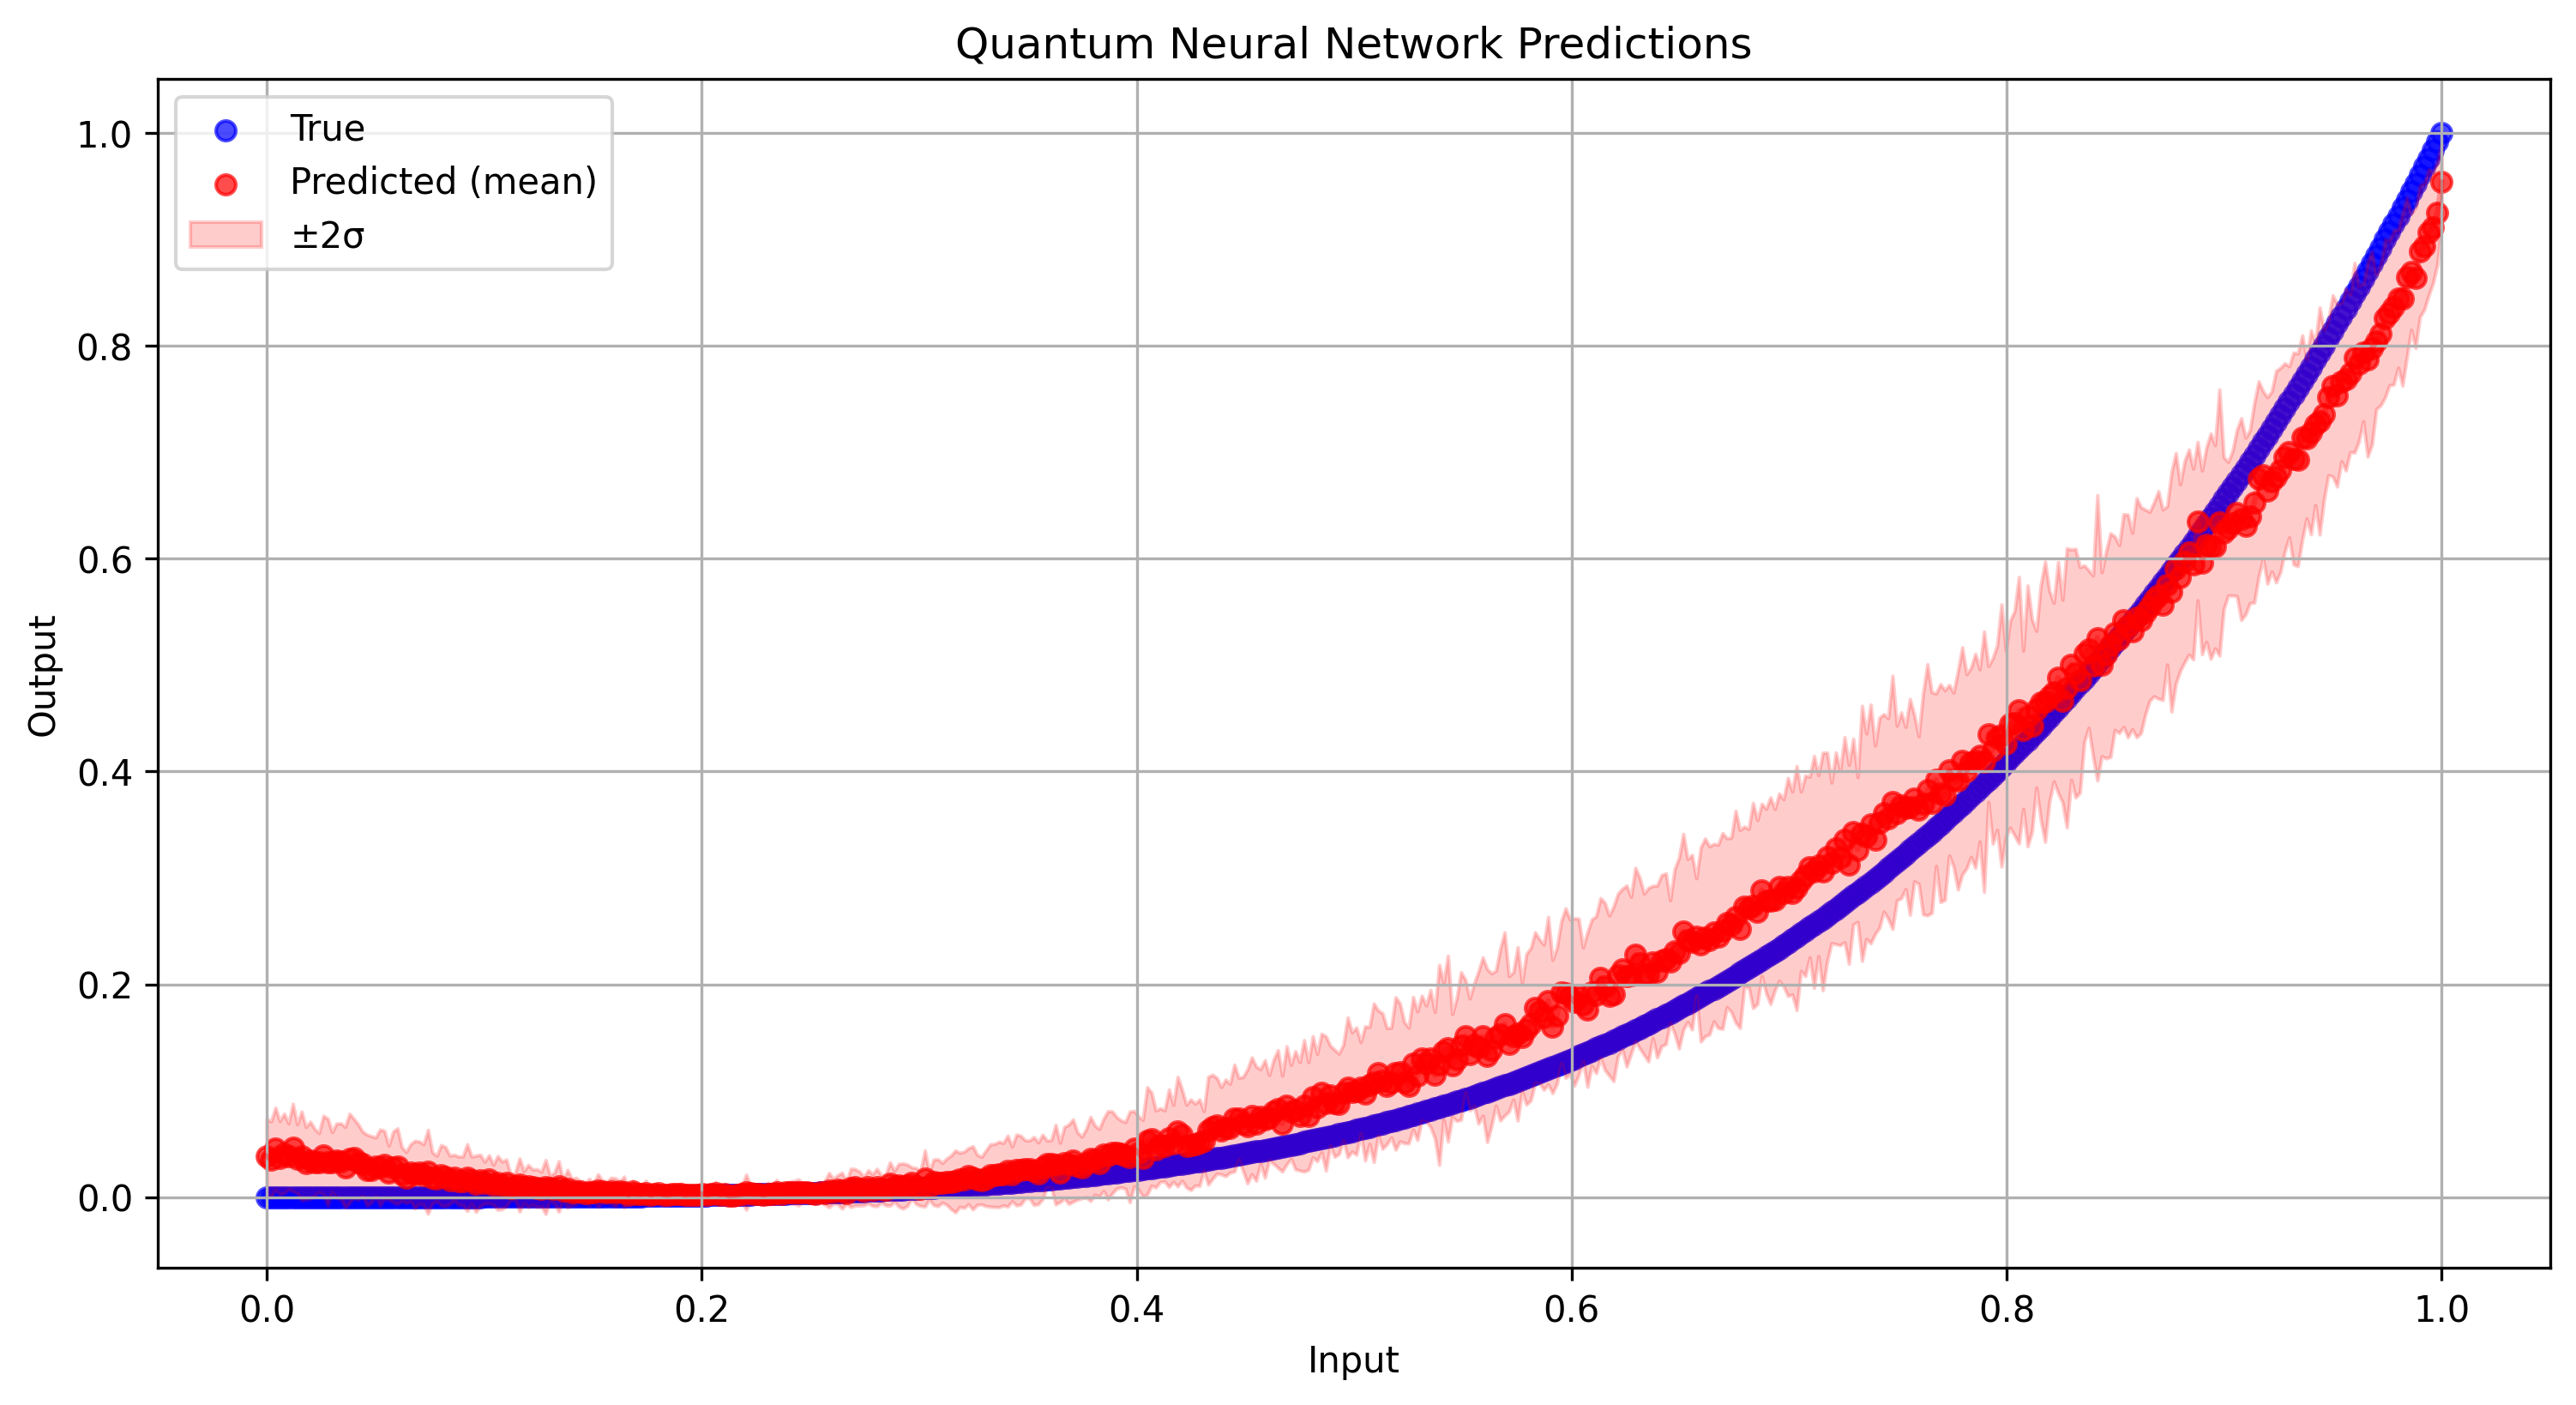 Quantum Neural Network Predictions
True
Predicted (mean)
±2σ
1.0
0.8
0.6
0.4
0.2
0.0
Output
0.0 0.2 0.4 0.6 0.8 1.0
Input